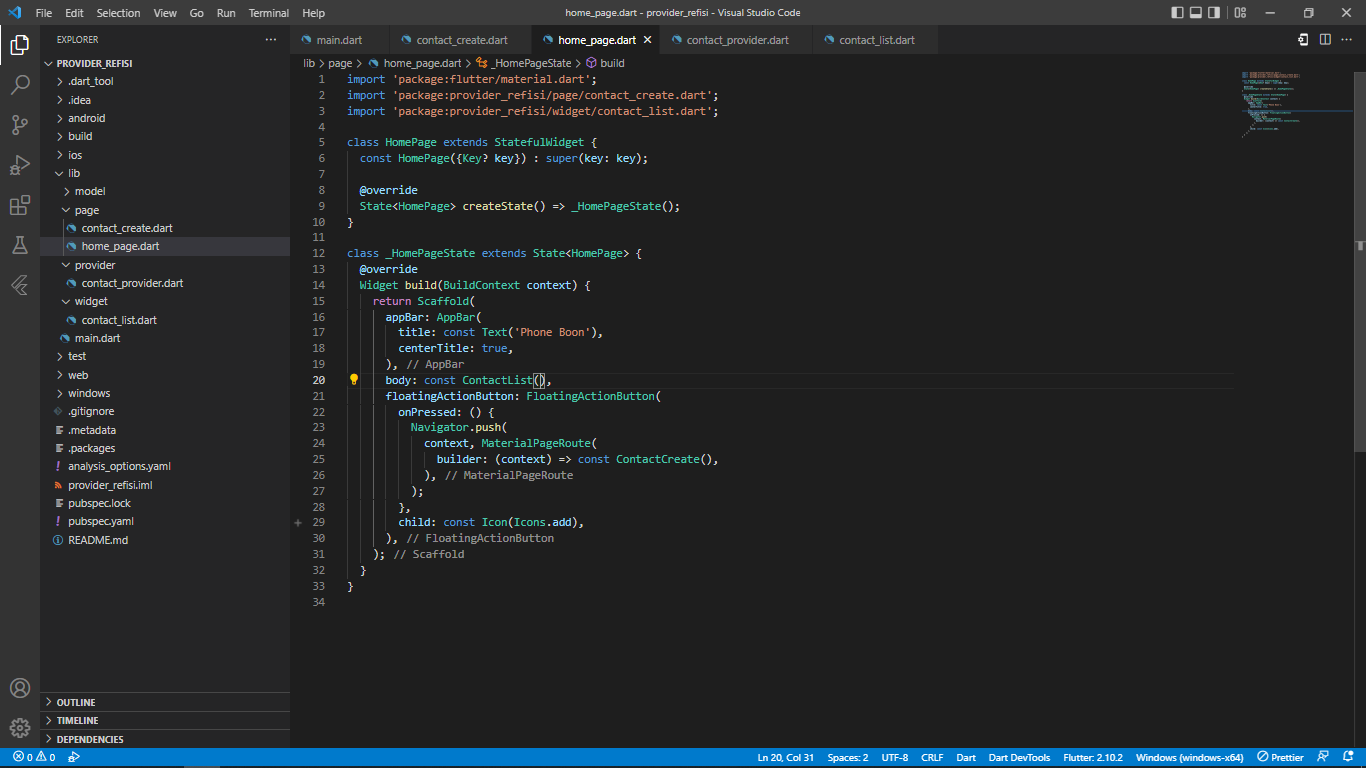 File Edit Selection View Go Run Terminal Help
home_page.dart - provider_refisi - Visual Studio Code
EXPLORER
PROVIDER_REFISI
.dart_tool
.idea
android
build
ios
lib
model
page
contact_create.dart
home_page.dart
provider
contact_provider.dart
widget
contact_list.dart
main.dart
test
web
windows
.gitignore
.metadata
.packages
analysis_options.yaml
provider_refisi.iml
pubspec.lock
pubspec.yaml
README.md
OUTLINE
TIMELINE
DEPENDENCIES
main.dart contact_create.dart home_page.dart contact_provider.dart contact_list.dart
lib > page > home_page.dart > _HomePageState > build
1 import 'package:flutter/material.dart';
2 import 'package:provider_refisi/page/contact_create.dart';
3 import 'package:provider_refisi/widget/contact_list.dart';
4
5 class HomePage extends StatefulWidget {
6 const HomePage({Key? key}) : super(key: key);
7
8 @override
9 State<HomePage> createState() => _HomePageState();
10 }
11
12 class _HomePageState extends State<HomePage> {
13 @override
14 Widget build(BuildContext context) {
15 return Scaffold(
16 appBar: AppBar(
17 title: const Text('Phone Boon'),
18 centerTitle: true,
19 ), // AppBar
20 body: const ContactList(),
21 floatingActionButton: FloatingActionButton(
22 onPressed: () {
23 Navigator.push(
24 context, MaterialPageRoute(
25 builder: (context) => const ContactCreate(),
26 ), // MaterialPageRoute
27 );
28 },
29 child: const Icon(Icons.add),
30 ), // FloatingActionButton
31 ); // Scaffold
32 }
33 }
34
0 0 Ln 20, Col 31 Spaces: 2 UTF-8 CRLF Dart Dart DevTools Flutter: 2.10.2 Windows (windows-x64) Prettier